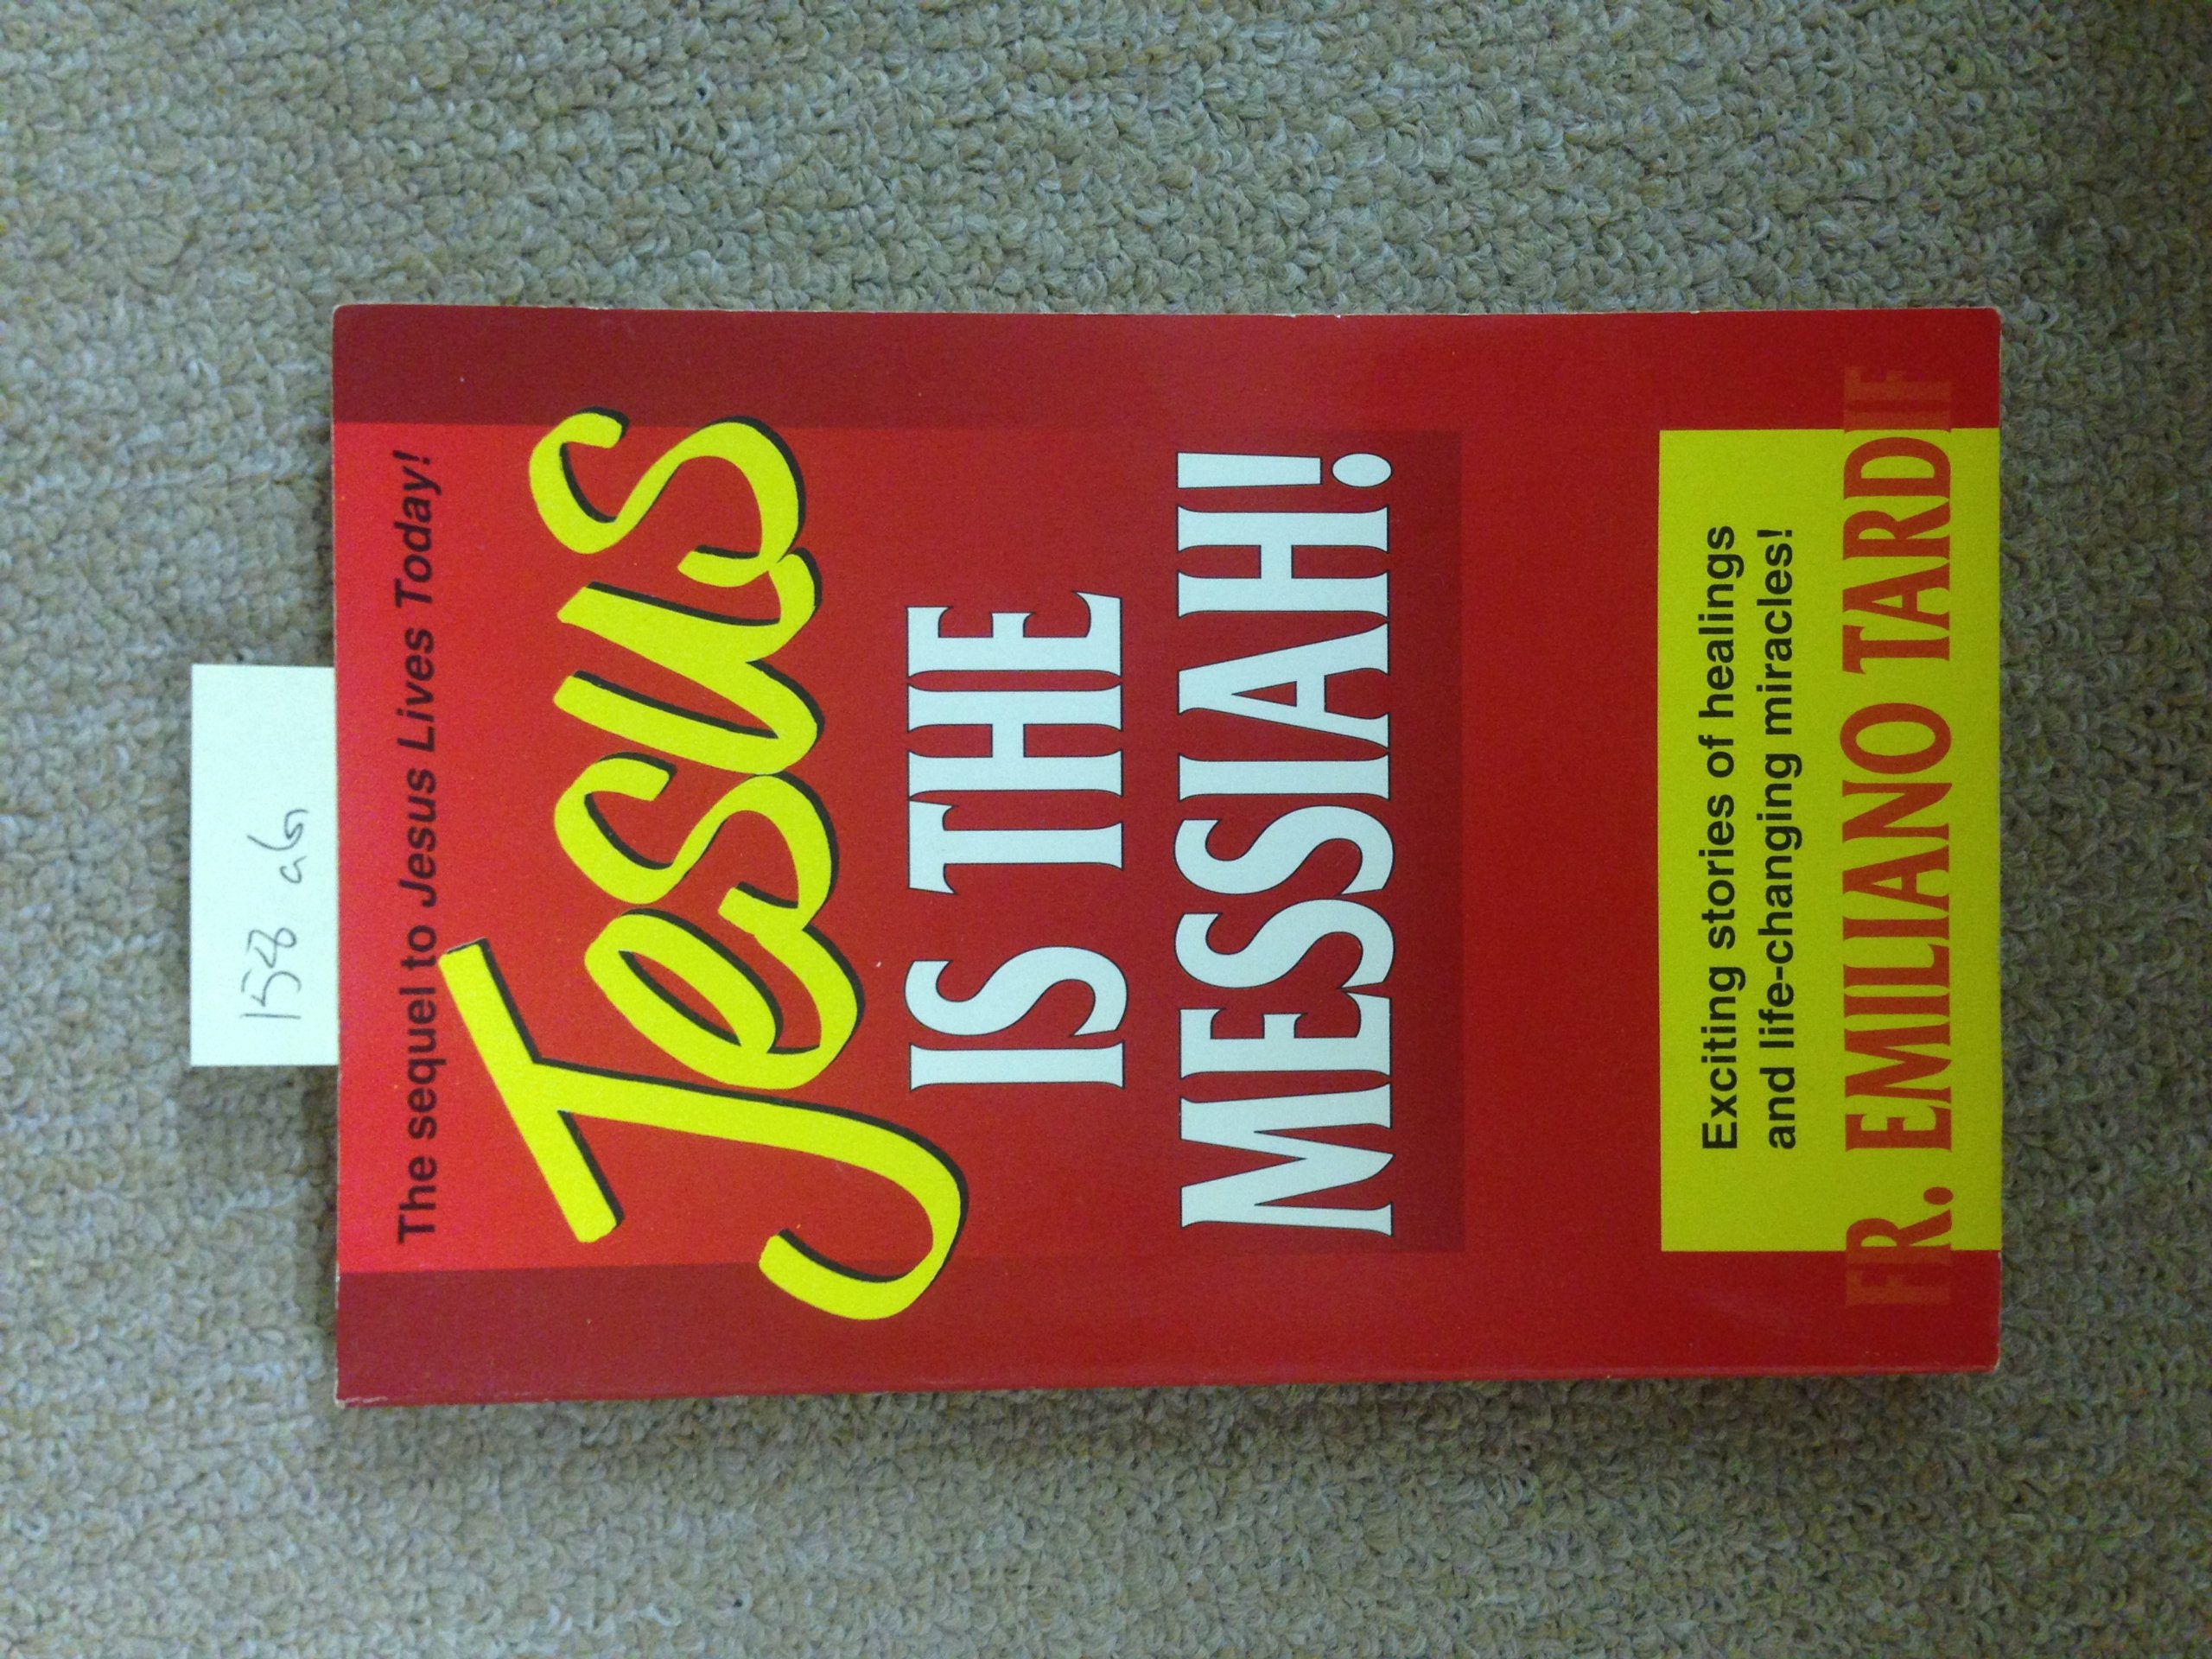 The sequel to Jesus Lives Today!
Jesus
IS THE
MESSIAH!
Exciting stories of healings
and life-changing miracles!
FR. EMILIANO TARDIF